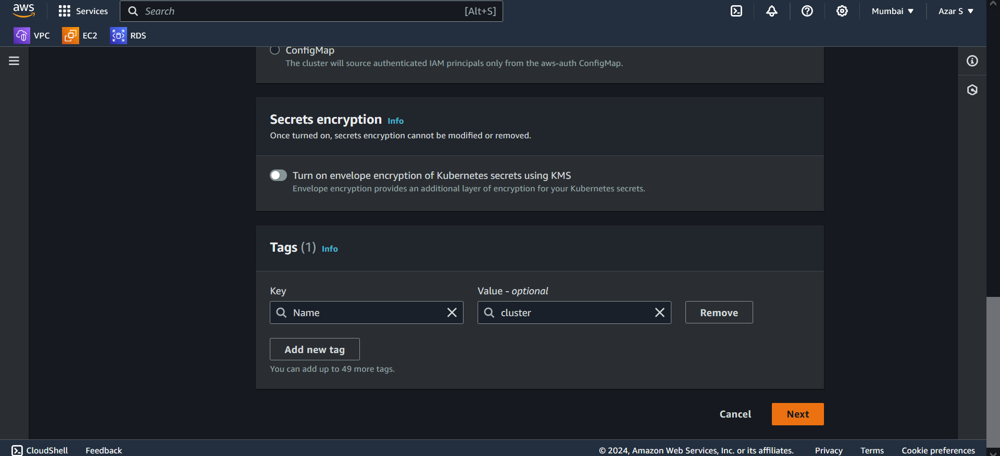 aws
Services
Search
[Alt+S]
Mumbai
Azar S
VPC
EC2
RDS
ConfigMap
The cluster will source authenticated IAM principals only from the aws-auth ConfigMap.
Secrets encryption Info
Once turned on, secrets encryption cannot be modified or removed.
Turn on envelope encryption of Kubernetes secrets using KMS
Envelope encryption provides an additional layer of encryption for your Kubernetes secrets.
Tags (1) Info
Key
Value - optional
Name
cluster
Remove
Add new tag
You can add up to 49 more tags.
Cancel
Next
CloudShell
Feedback
© 2024, Amazon Web Services, Inc. or its affiliates.
Privacy
Terms
Cookie preferences